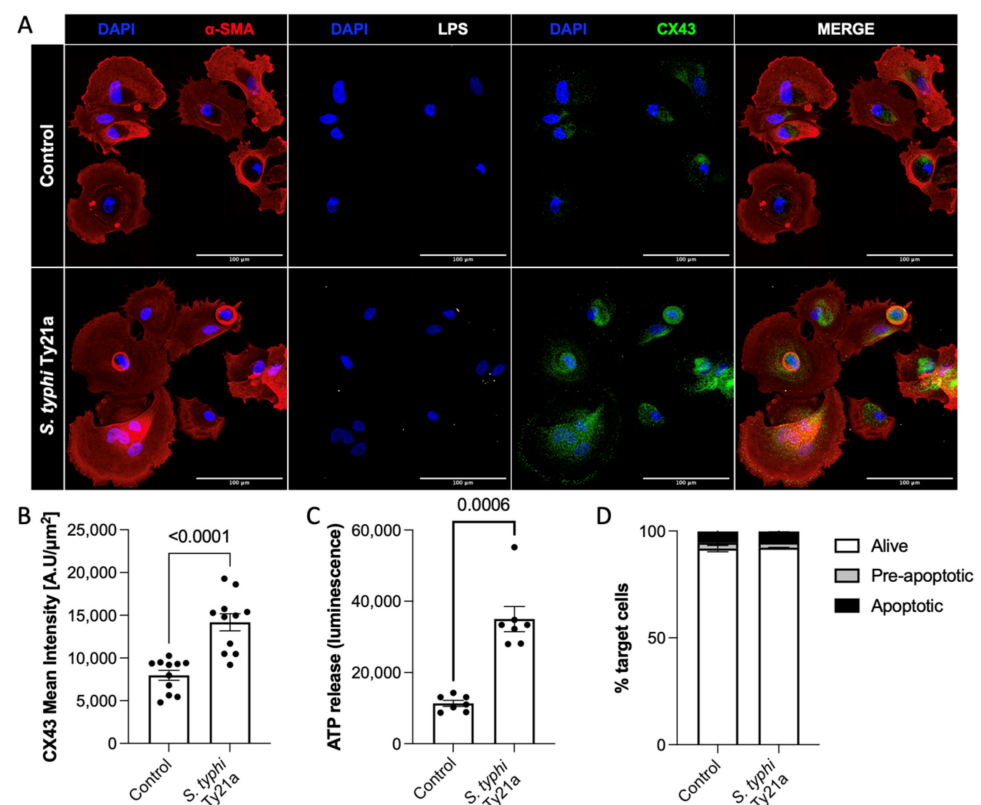 A
DAPI α-SMA DAPI LPS DAPI CX43 MERGE
Control
100 µm 100 µm 100 µm 100 µm
S. typhi Ty21a
100 µm 100 µm 100 µm 100 µm
B
CX43 Mean Intensity [A.U/µm²]
25,000
20,000
15,000
10,000
5,000
0
<0.0001
Control
S. typhi
Ty21a
C
ATP release (luminescence)
60,000
40,000
20,000
0
0.0006
Control
S. typhi
Ty21a
D
% target cells
100
50
0
Control
S. typhi
Ty21a
Alive
Pre-apoptotic
Apoptotic